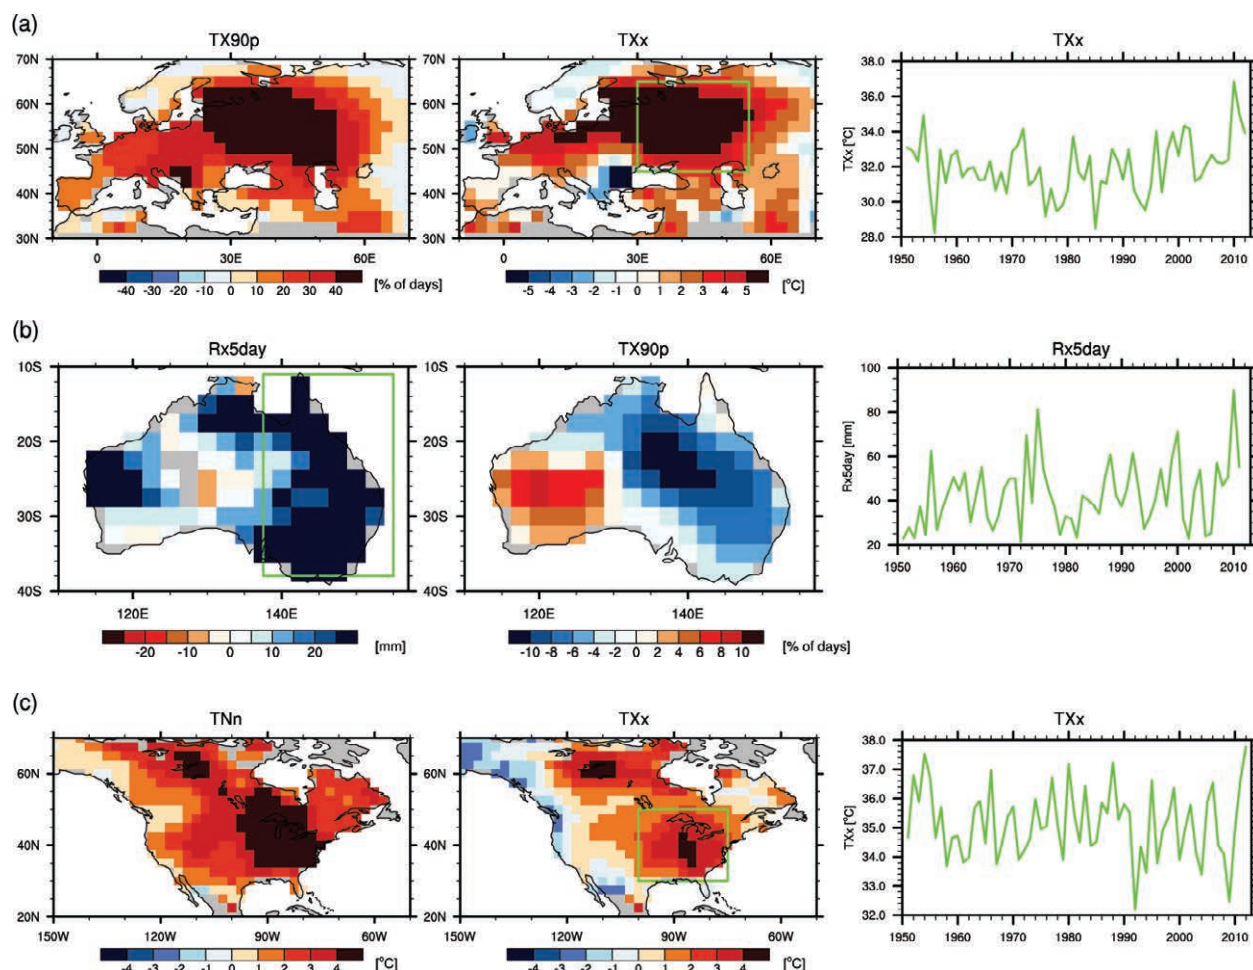 (a)
TX90p
70N
60N
50N
40N
30N
0 30E 60E
-40 -30 -20 -10 0 10 20 30 40 [% of days]
TXx
70N
60N
50N
40N
30N
0 30E 60E
-5 -4 -3 -2 -1 0 1 2 3 4 5 [°C]
TXx
TXx [°C]
38.0
36.0
34.0
32.0
30.0
28.0
1950 1960 1970 1980 1990 2000 2010
(b)
Rx5day
10S
20S
30S
40S
120E 140E
-20 -10 0 10 20 [mm]
TX90p
10S
20S
30S
40S
120E 140E
-10 -8 -6 -4 -2 0 2 4 6 8 10 [% of days]
Rx5day
Rx5day [mm]
100
80
60
40
20
1950 1960 1970 1980 1990 2000 2010
(c)
TNn
60N
40N
20N
150W 120W 90W 60W
-4 -3 -2 -1 0 1 2 3 4 [°C]
TXx
60N
40N
20N
150W 120W 90W 60W
-4 -3 -2 -1 0 1 2 3 4 [°C]
TXx
TXx [°C]
38.0
37.0
36.0
35.0
34.0
33.0
32.0
1950 1960 1970 1980 1990 2000 2010